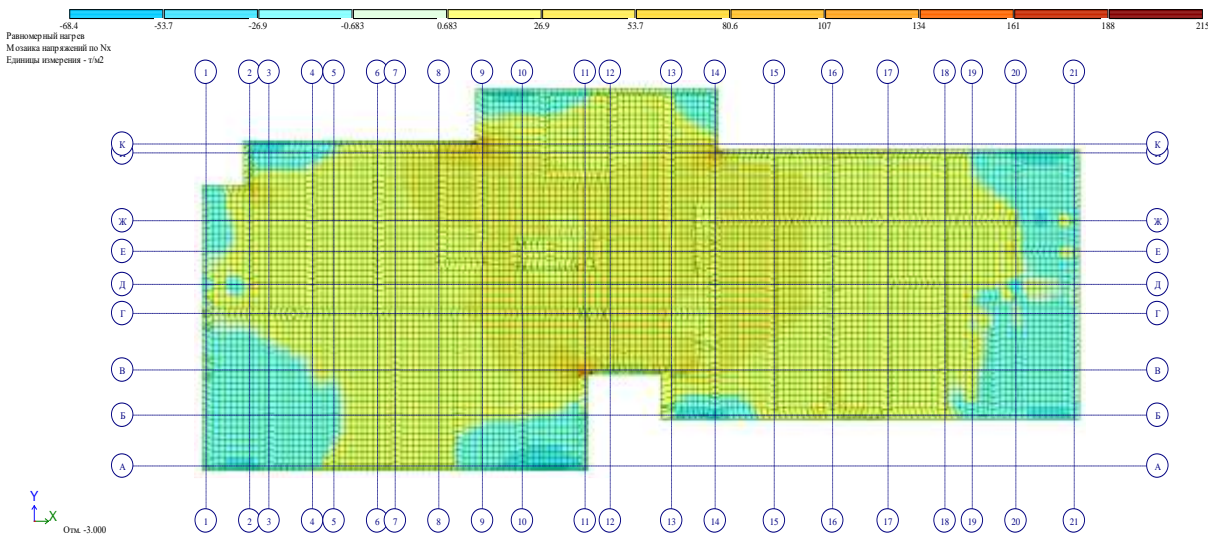 -68.4 -53.7 -26.9 -0.683 0.683 26.9 53.7 80.6 107 134 161 188 215
Равномерный нагрев
Мозаика напряжений по Nx
Единицы измерения - т/м2
1 2 3 4 5 6 7 8 9 10 11 12 13 14 15 16 17 18 19 20 21
К К
Ж Ж
Е Е
Д Д
Г Г
В В
Б Б
А А
Y
X
1 2 3 4 5 6 7 8 9 10 11 12 13 14 15 16 17 18 19 20 21
Отм. -3.000